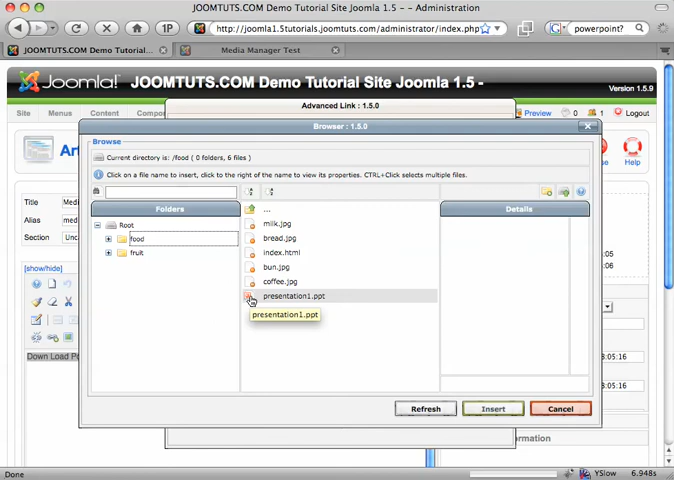 JOOMTUTS.COM Demo Tutorial Site Joomla 1.5 - - Administration
1P
http://joomla1.5tutorials.joomtuts.com/administrator/index.php
powerpoint?
JOOMTUTS.COM Demo Tutorial...
Media Manager Test
Joomla!
JOOMTUTS.COM Demo Tutorial Site Joomla 1.5 -
Version 1.5.9
Site
Menus
Content
Advanced Link : 1.5.0
Preview
0
1
Logout
Browser : 1.5.0
Browse
Current directory is: /food ( 0 folders, 6 files )
Help
Click on a file name to insert, click to the right of the name to view its properties. CTRL+Click selects multiple files.
Title
Alias
Section
Folders
Details
Root
food
fruit
...
milk.jpg
bread.jpg
index.html
bun.jpg
coffee.jpg
presentation1.ppt
presentation1.ppt
[show/hide]
Refresh
Insert
Cancel
Done
YSlow
6.948s